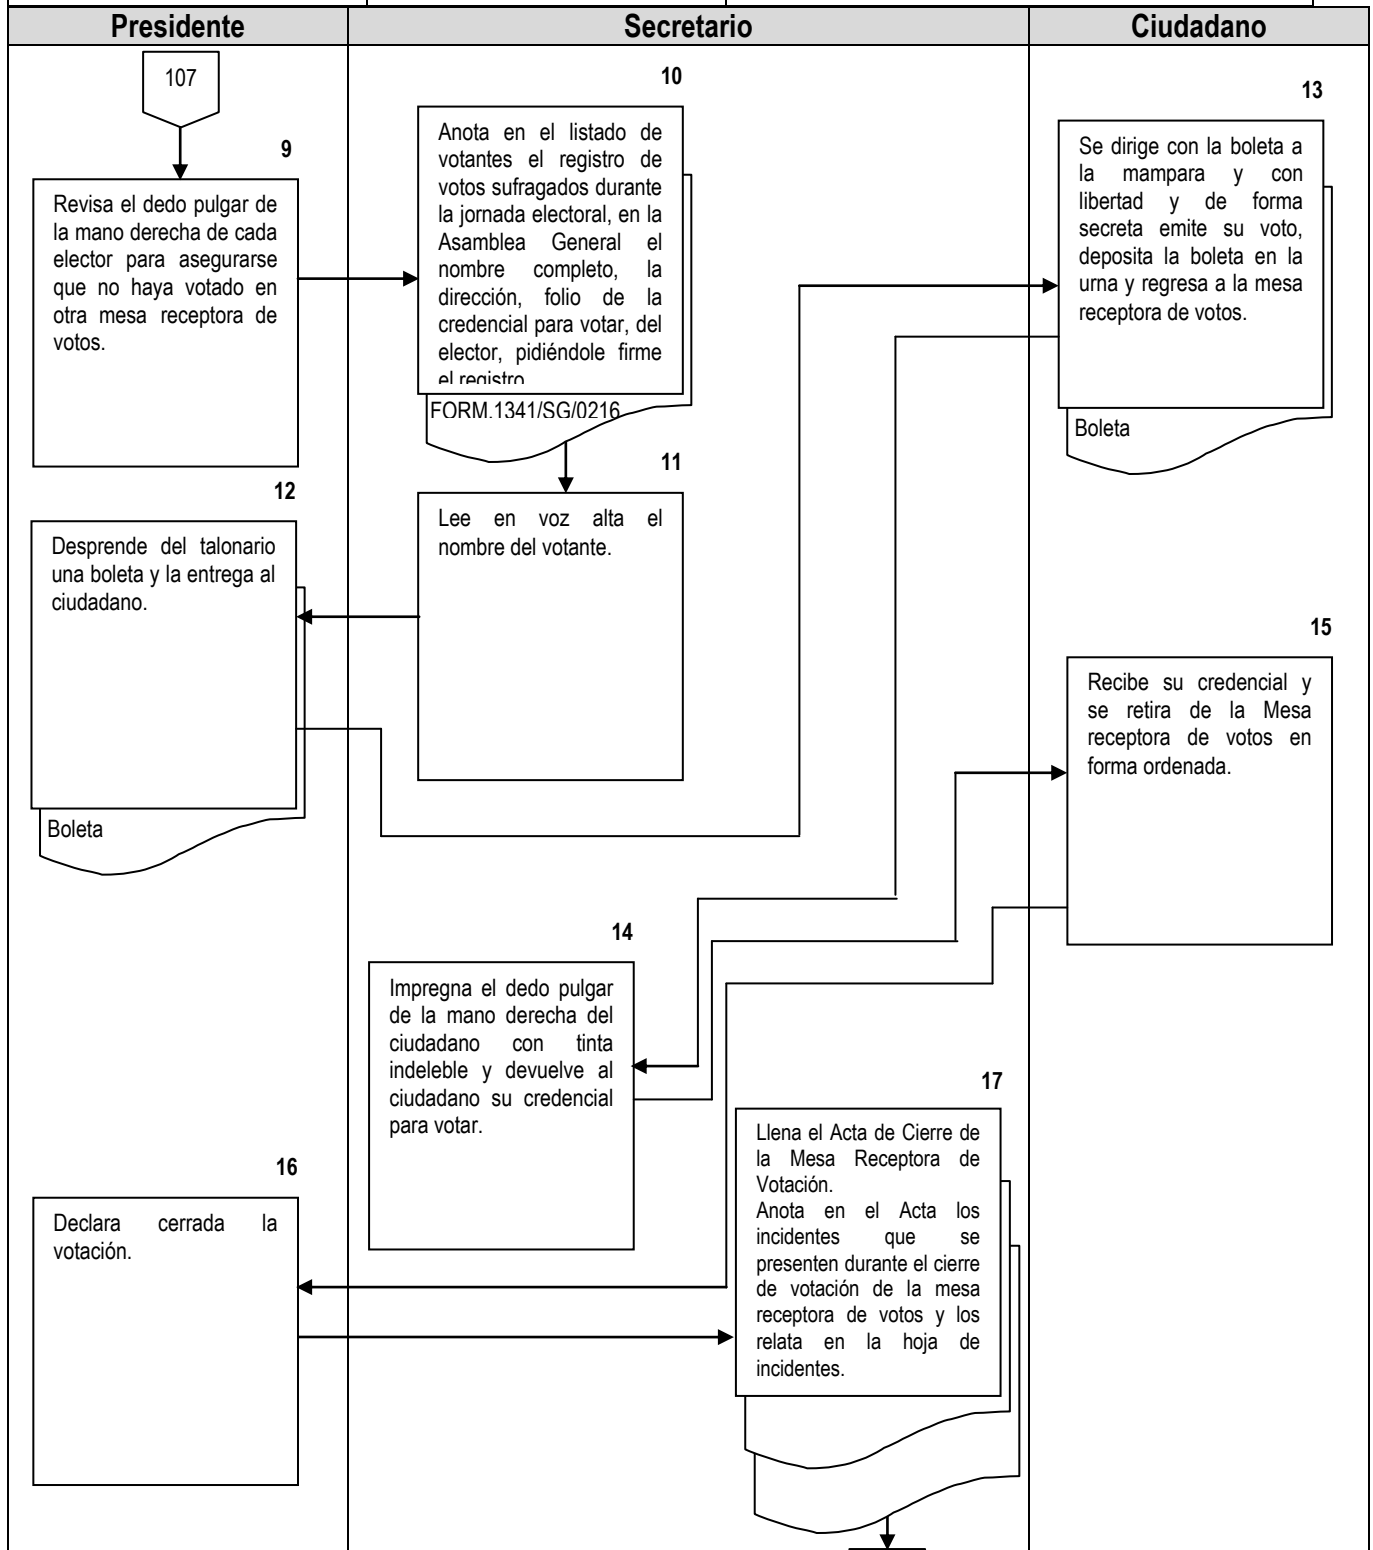 Presidente
Secretario
Ciudadano
107
9
Revisa el dedo pulgar de
la mano derecha de cada
elector para asegurarse
que no haya votado en
otra mesa receptora de
votos.
10
Anota en el listado de
votantes el registro de
votos sufragados durante
la jornada electoral, en la
Asamblea General el
nombre completo, la
dirección, folio de la
credencial para votar, del
elector, pidiéndole firme
el registro
FORM.1341/SG/0216
11
Lee en voz alta el
nombre del votante.
12
Desprende del talonario
una boleta y la entrega al
ciudadano.
Boleta
13
Se dirige con la boleta a
la mampara y con
libertad y de forma
secreta emite su voto,
deposita la boleta en la
urna y regresa a la mesa
receptora de votos.
Boleta
14
Impregna el dedo pulgar
de la mano derecha del
ciudadano con tinta
indeleble y devuelve al
ciudadano su credencial
para votar.
15
Recibe su credencial y
se retira de la Mesa
receptora de votos en
forma ordenada.
16
Declara cerrada la
votación.
17
Llena el Acta de Cierre de
la Mesa Receptora de
Votación.
Anota en el Acta los
incidentes que se
presenten durante el cierre
de votación de la mesa
receptora de votos y los
relata en la hoja de
incidentes.